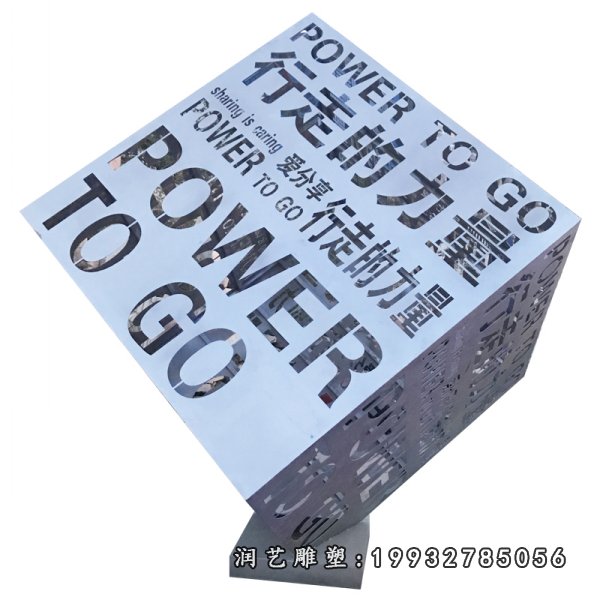 POWER TO GO
行走的力量
sharing is caring 爱分享
POWER TO GO 行走的力量
POWER
TO GO
润艺雕塑:19932785056